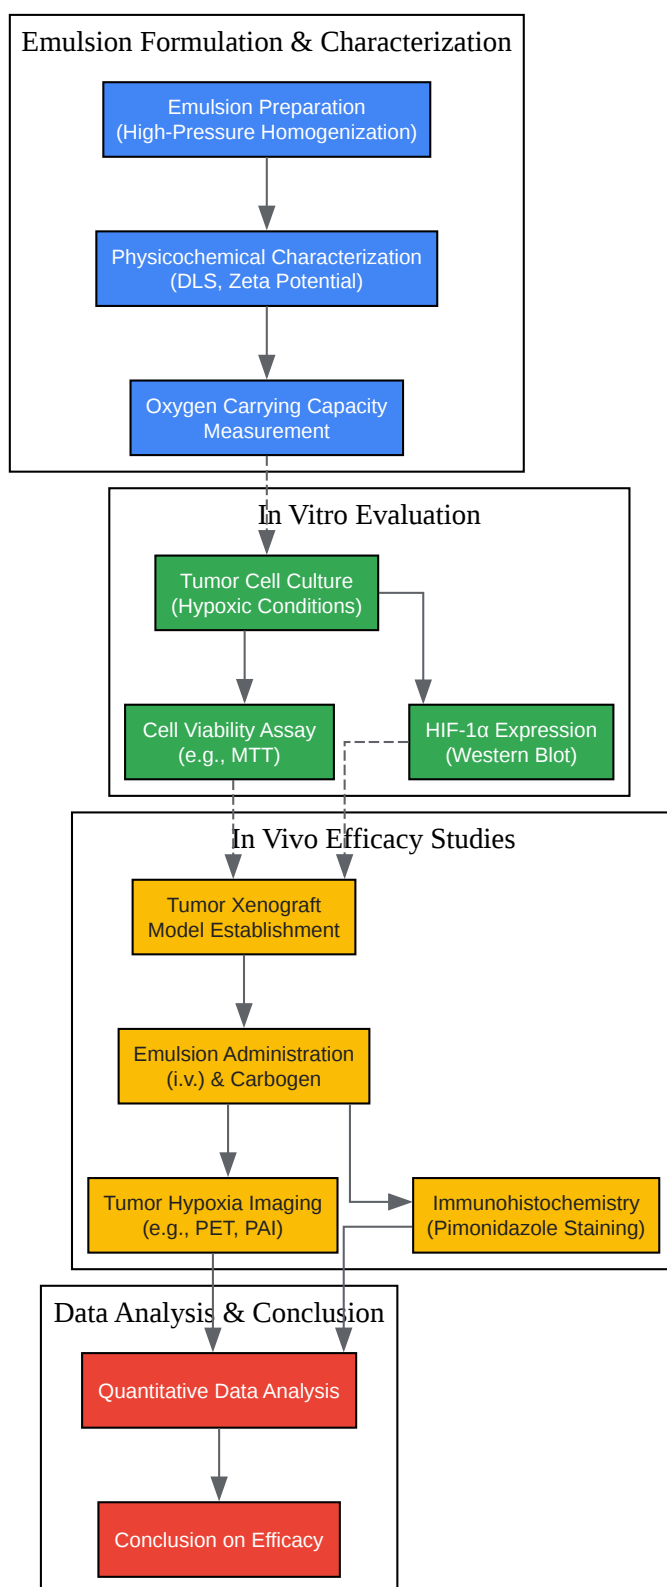 Emulsion Formulation & Characterization
Emulsion Preparation
(High-Pressure Homogenization)
Physicochemical Characterization
(DLS, Zeta Potential)
Oxygen Carrying Capacity
Measurement
In Vitro Evaluation
Tumor Cell Culture
(Hypoxic Conditions)
Cell Viability Assay
(e.g., MTT)
HIF-1α Expression
(Western Blot)
In Vivo Efficacy Studies
Tumor Xenograft
Model Establishment
Emulsion Administration
(i.v.) & Carbogen
Tumor Hypoxia Imaging
(e.g., PET, PAI)
Immunohistochemistry
(Pimonidazole Staining)
Data Analysis & Conclusion
Quantitative Data Analysis
Conclusion on Efficacy